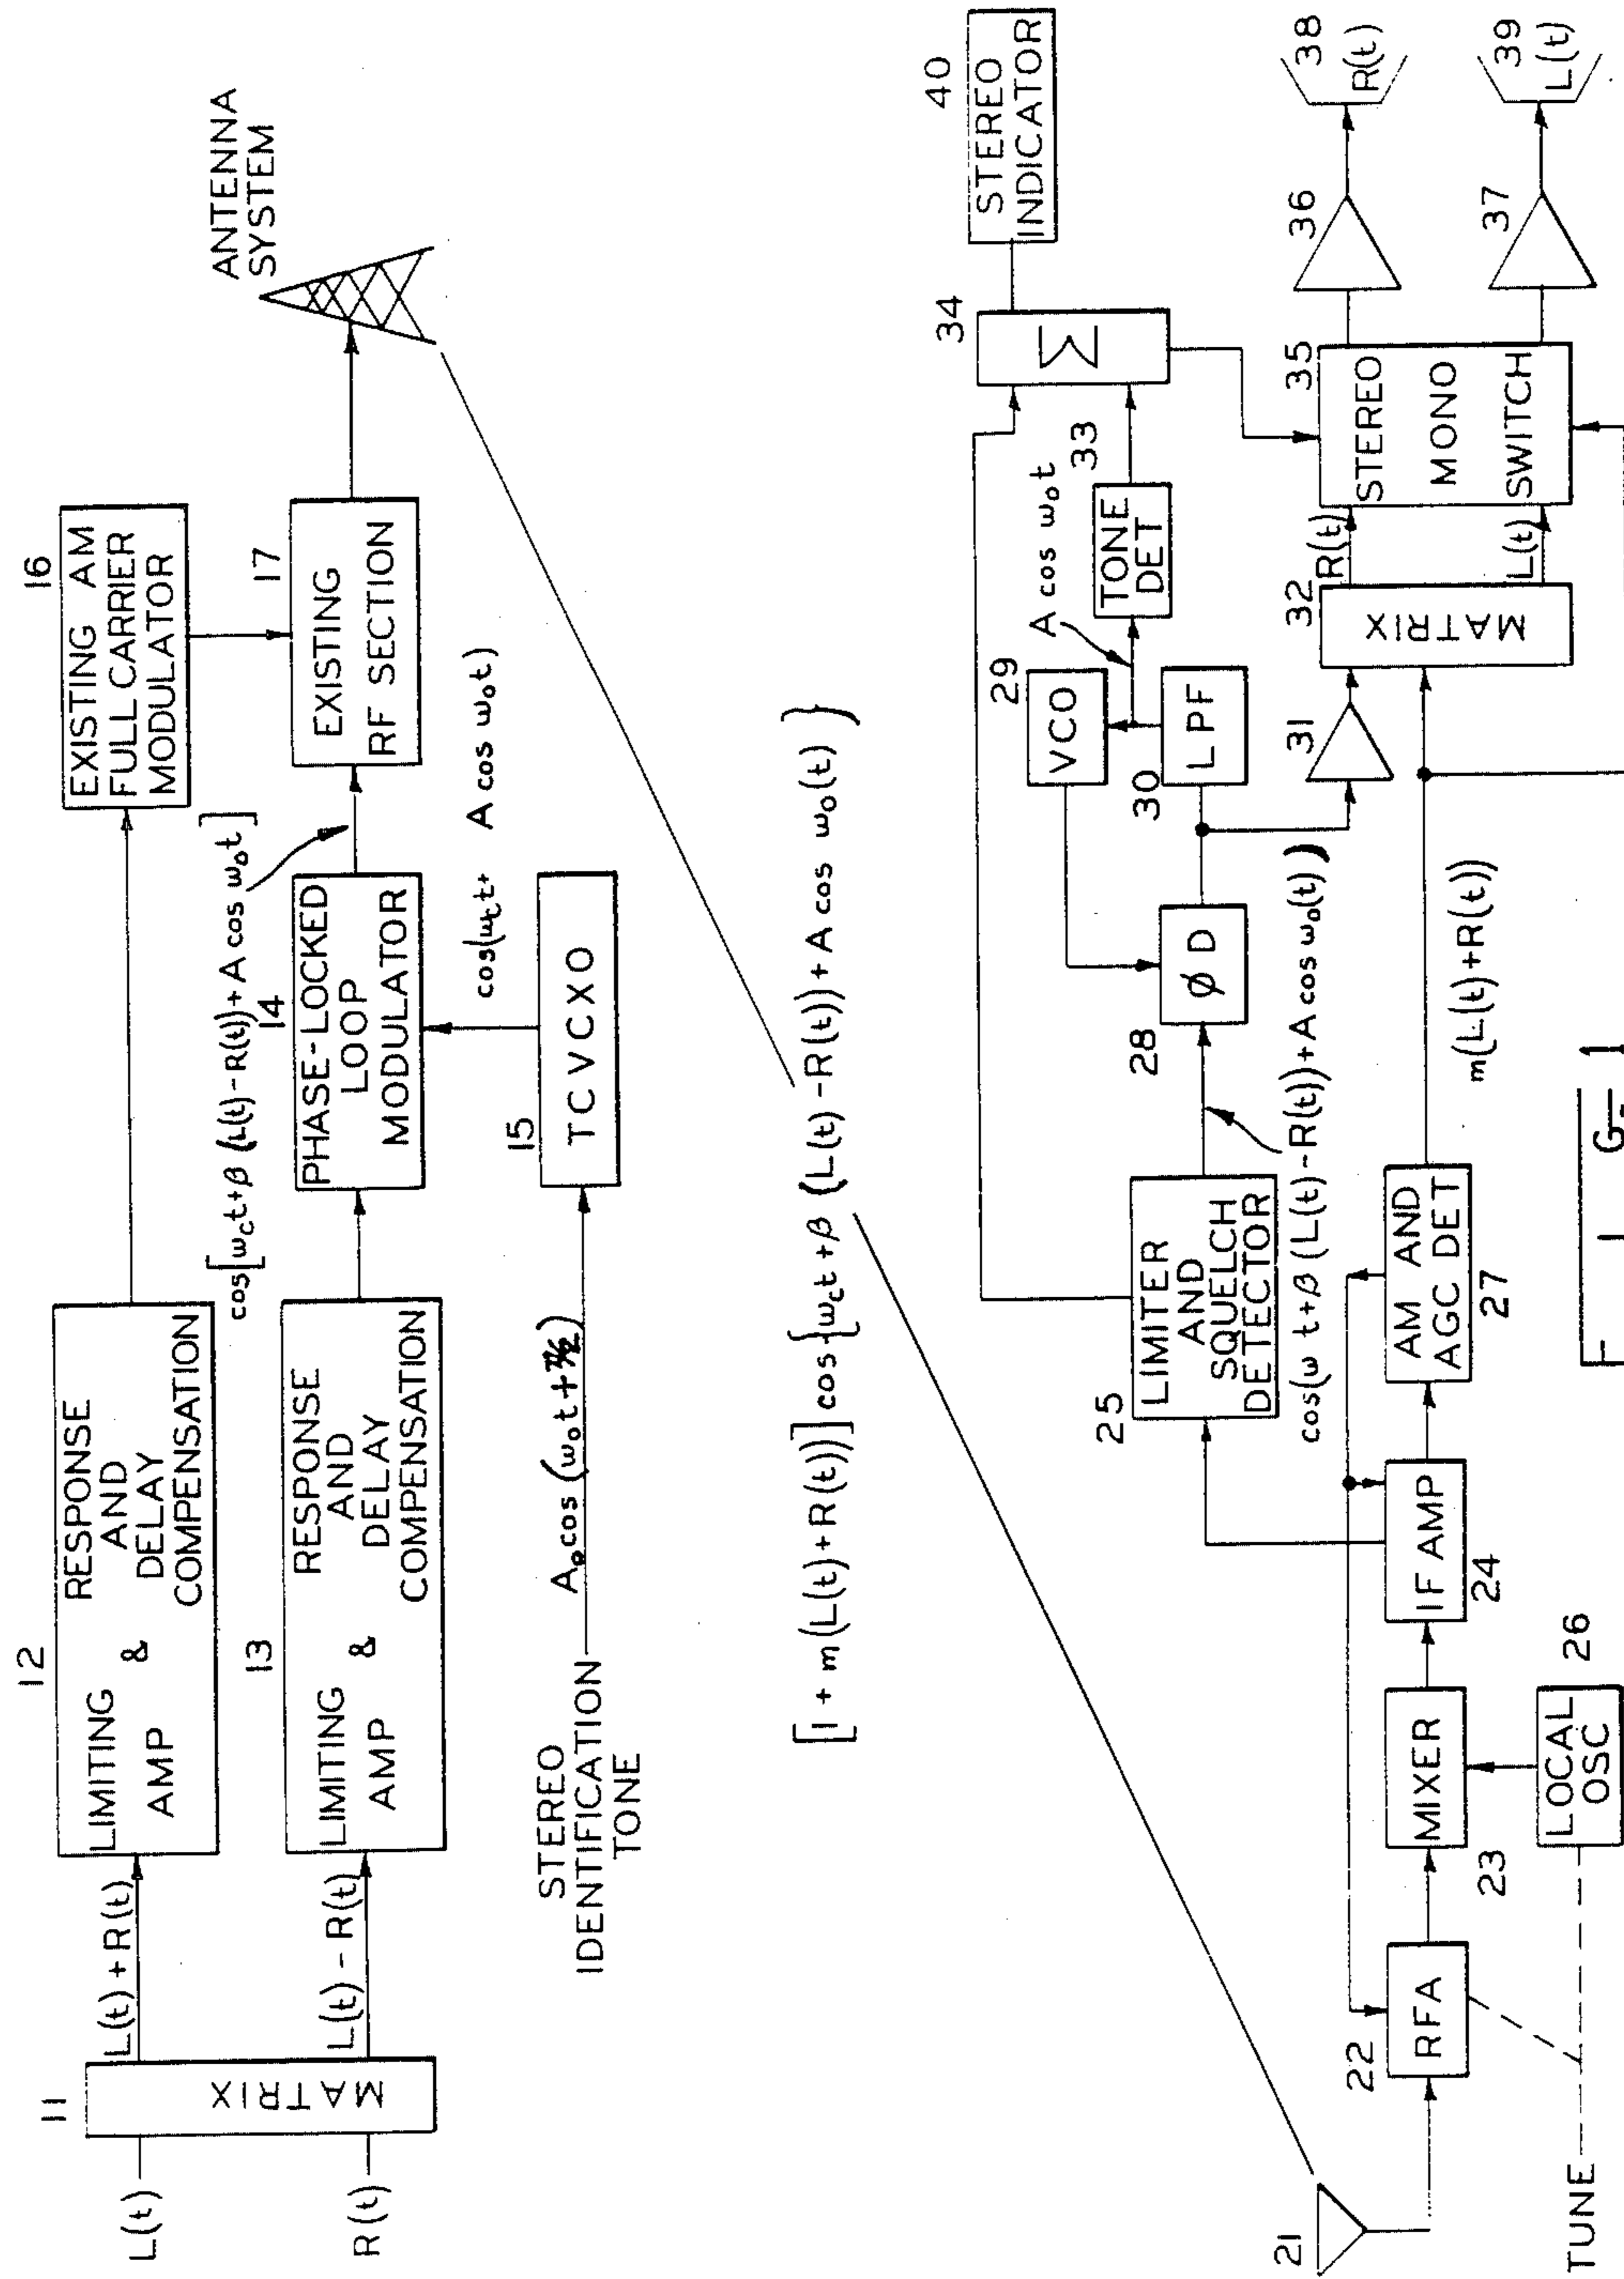 11
L(t)
R(t)
MATRIX
L(t) + R(t)
L(t) - R(t)
12
LIMITING & AMP
RESPONSE AND DELAY COMPENSATION
13
LIMITING & AMP
RESPONSE AND DELAY COMPENSATION
STEREO IDENTIFICATION TONE
A₀ cos (ω₀t + π/2)
15
TCVCXO
cos(ω_c t + A cos ω₀t)
14
PHASE-LOCKED LOOP MODULATOR
cos[ω_c t + β (L(t) - R(t)) + A cos ω₀t]
16
EXISTING AM FULL CARRIER MODULATOR
17
EXISTING RF SECTION
ANTENNA SYSTEM
[1 + m(L(t) + R(t))] cos {ω_c t + β (L(t) - R(t)) + A cos ω₀(t)}
21
22
RFA
TUNE
23
MIXER
LOCAL OSC
26
24
IF AMP
25
LIMITER AND SQUELCH DETECTOR
AM AND AGC DET
27
cos(ω t + β (L(t) - R(t)) + A cos ω₀(t))
m(L(t) + R(t))
28
ØD
29
VCO
30
LPF
A cos ω₀t
TONE DET
33
31
32
MATRIX
R(t)
L(t)
34
Σ
40
STEREO INDICATOR
35
STEREO MONO SWITCH
36
37
38
R(t)
39
L(t)
F I G- 1